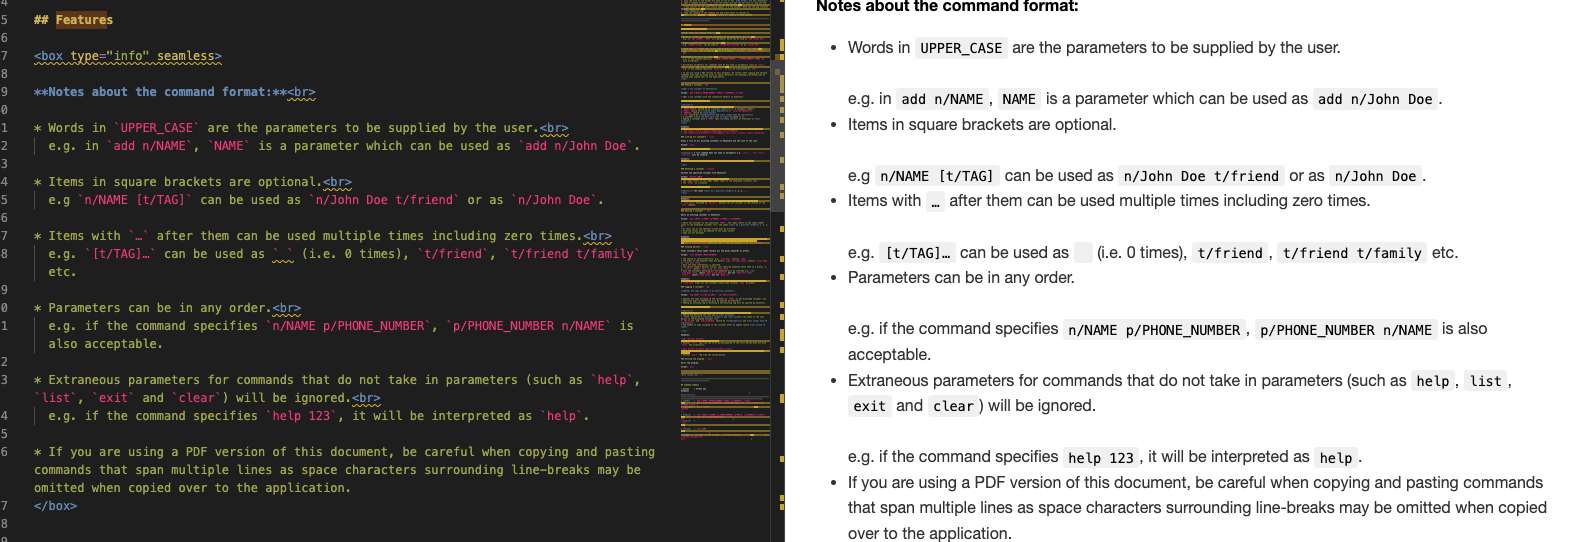 4
5 ## Features
6
7 <box type="info" seamless>
8
9 **Notes about the command format:**<br>
0
1 * Words in `UPPER_CASE` are the parameters to be supplied by the user.<br>
2 e.g. in `add n/NAME`, `NAME` is a parameter which can be used as `add n/John Doe`.
3
4 * Items in square brackets are optional.<br>
5 e.g `n/NAME [t/TAG]` can be used as `n/John Doe t/friend` or as `n/John Doe`.
6
7 * Items with `…` after them can be used multiple times including zero times.<br>
8 e.g. `[t/TAG]…` can be used as ` ` (i.e. 0 times), `t/friend`, `t/friend t/family`
etc.
9
0 * Parameters can be in any order.<br>
1 e.g. if the command specifies `n/NAME p/PHONE_NUMBER`, `p/PHONE_NUMBER n/NAME` is
also acceptable.
2
3 * Extraneous parameters for commands that do not take in parameters (such as `help`,
`list`, `exit` and `clear`) will be ignored.<br>
4 e.g. if the command specifies `help 123`, it will be interpreted as `help`.
5
6 * If you are using a PDF version of this document, be careful when copying and pasting
commands that span multiple lines as space characters surrounding line-breaks may be
omitted when copied over to the application.
7 </box>
8
9
Notes about the command format:
• Words in UPPER_CASE are the parameters to be supplied by the user.
e.g. in add n/NAME , NAME is a parameter which can be used as add n/John Doe .
• Items in square brackets are optional.
e.g n/NAME [t/TAG] can be used as n/John Doe t/friend or as n/John Doe .
• Items with … after them can be used multiple times including zero times.
e.g. [t/TAG]… can be used as (i.e. 0 times), t/friend , t/friend t/family etc.
• Parameters can be in any order.
e.g. if the command specifies n/NAME p/PHONE_NUMBER , p/PHONE_NUMBER n/NAME is also
acceptable.
• Extraneous parameters for commands that do not take in parameters (such as help , list ,
exit and clear ) will be ignored.
e.g. if the command specifies help 123 , it will be interpreted as help .
• If you are using a PDF version of this document, be careful when copying and pasting commands
that span multiple lines as space characters surrounding line-breaks may be omitted when copied
over to the application.